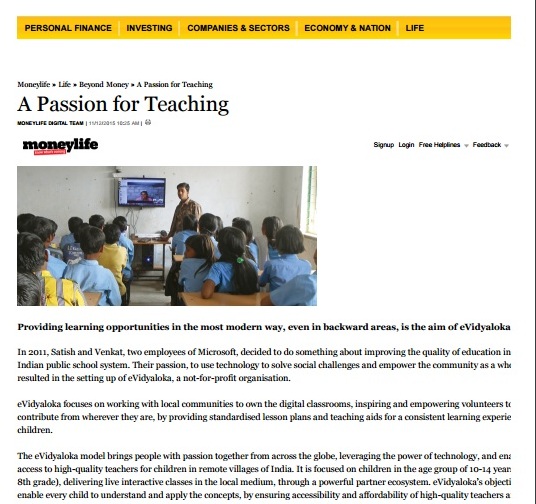 PERSONAL FINANCE | INVESTING | COMPANIES & SECTORS | ECONOMY & NATION | LIFE
Moneylife » Life » Beyond Money » A Passion for Teaching
A Passion for Teaching
MONEYLIFE DIGITAL TEAM | 11/12/2015 10:25 AM |
moneylife
Signup Login Free Helplines Feedback
Providing learning opportunities in the most modern way, even in backward areas, is the aim of eVidyaloka
In 2011, Satish and Venkat, two employees of Microsoft, decided to do something about improving the quality of education in
Indian public school system. Their passion, to use technology to solve social challenges and empower the community as a who
resulted in the setting up of eVidyaloka, a not-for-profit organisation.
eVidyaloka focuses on working with local communities to own the digital classrooms, inspiring and empowering volunteers to
contribute from wherever they are, by providing standardised lesson plans and teaching aids for a consistent learning experie
children.
The eVidyaloka model brings people with passion together from across the globe, leveraging the power of technology, and ena
access to high-quality teachers for children in remote villages of India. It is focused on children in the age group of 10-14 year
8th grade), delivering live interactive classes in the local medium, through a powerful partner ecosystem. eVidyaloka's objecti
enable every child to understand and apply the concepts, by ensuring accessibility and affordability of high-quality teachers a